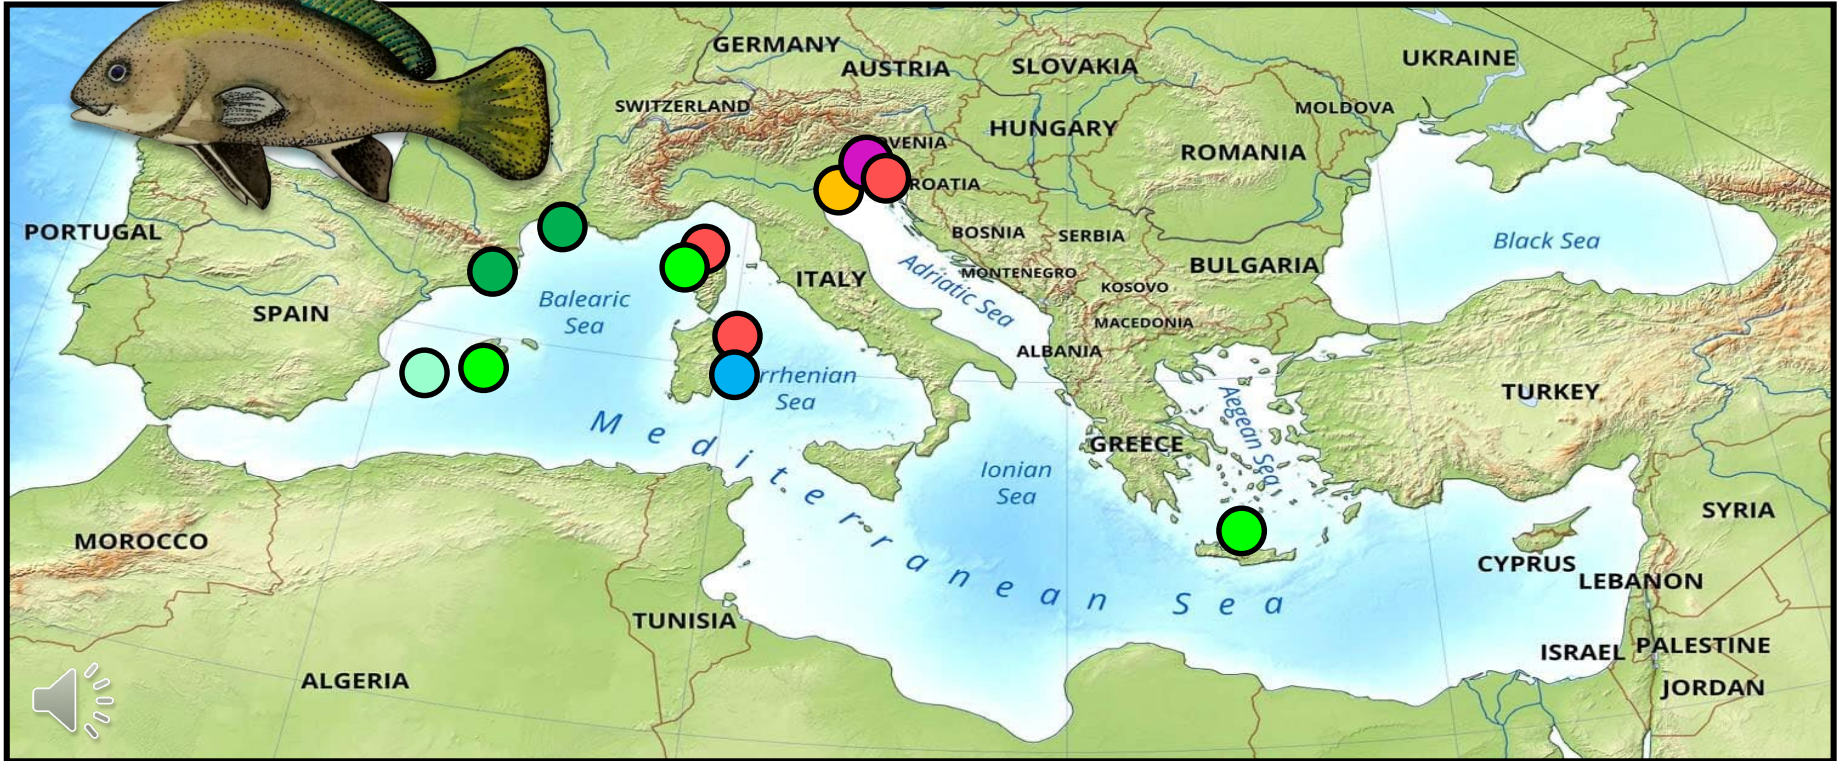 GERMANY
AUSTRIA
SLOVAKIA
UKRAINE
SWITZERLAND
MOLDOVA
HUNGARY
VENIA
ROMANIA
ROATIA
PORTUGAL
BOSNIA
SERBIA
Black Sea
ITALY
Adriatic Sea
MONTENEGRO
BULGARIA
KOSOVO
SPAIN
Balearic
Sea
MACEDONIA
ALBANIA
rrhenian
Sea
TURKEY
Aegean Sea
GREECE
Mediterranean Sea
Ionian
Sea
SYRIA
MOROCCO
CYPRUS
LEBANON
TUNISIA
ISRAEL
PALESTINE
ALGERIA
JORDAN